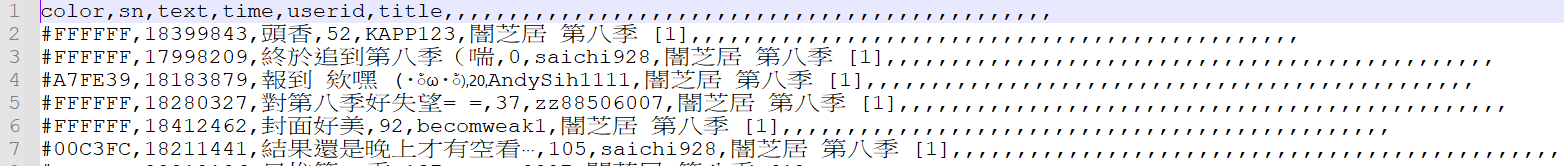 1 color,sn,text,time,userid,title,,,,,,,,,,,,,,,,,,,,,,,,,,,,,,,,,,,,,,,,,,,,,,,
2 #FFFFFF,18399843,頭香,52,KAPP123,闇芝居 第八季 [1],,,,,,,,,,,,,,,,,,,,,,,,,,,,,,,,,,,,,,,,,,,,,,,
3 #FFFFFF,17998209,終於追到第八季（喘,0,saichi928,闇芝居 第八季 [1],,,,,,,,,,,,,,,,,,,,,,,,,,,,,,,,,,,,,,,,,,,,,,,
4 #A7FE39,18183879,報到 欸嘿 (･ิω･ิ),20,AndySih1111,闇芝居 第八季 [1],,,,,,,,,,,,,,,,,,,,,,,,,,,,,,,,,,,,,,,,,,,,,,,
5 #FFFFFF,18280327,對第八季好失望= =,37,zz88506007,闇芝居 第八季 [1],,,,,,,,,,,,,,,,,,,,,,,,,,,,,,,,,,,,,,,,,,,,,,,
6 #FFFFFF,18412462,封面好美,92,becomweak1,闇芝居 第八季 [1],,,,,,,,,,,,,,,,,,,,,,,,,,,,,,,,,,,,,,,,,,,,,,,
7 #00C3FC,18211441,結果還是晚上才有空看…,105,saichi928,闇芝居 第八季 [1],,,,,,,,,,,,,,,,,,,,,,,,,,,,,,,,,,,,,,,,,,,,,,,